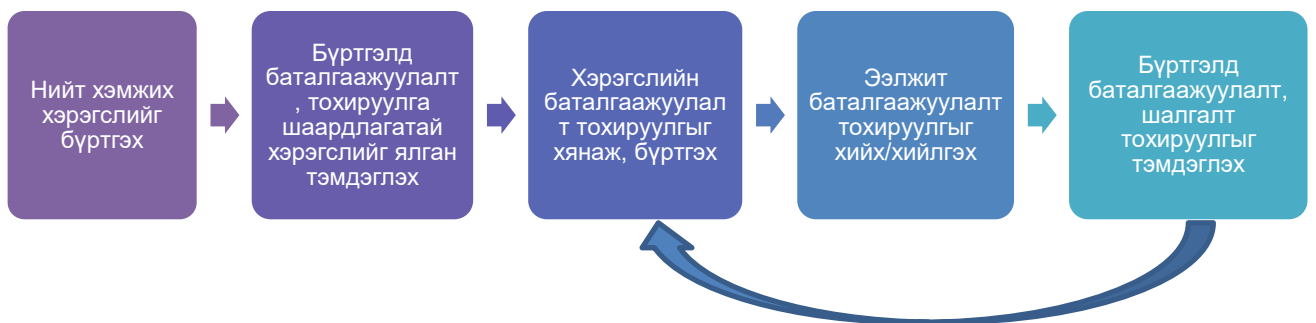 Нийт хэмжих
хэрэгслийг
бүртгэх
Бүртгэлд
баталгаажуулалт
, тохируулга
шаардлагатай
хэрэгслийг ялган
тэмдэглэх
Хэрэгслийн
баталгаажуулал
т тохируулгыг
хянаж, бүртгэх
Ээлжит
баталгаажуулалт
тохируулгыг
хийх/хийлгэх
Бүртгэлд
баталгаажуулалт,
шалгалт
тохируулгыг
тэмдэглэх